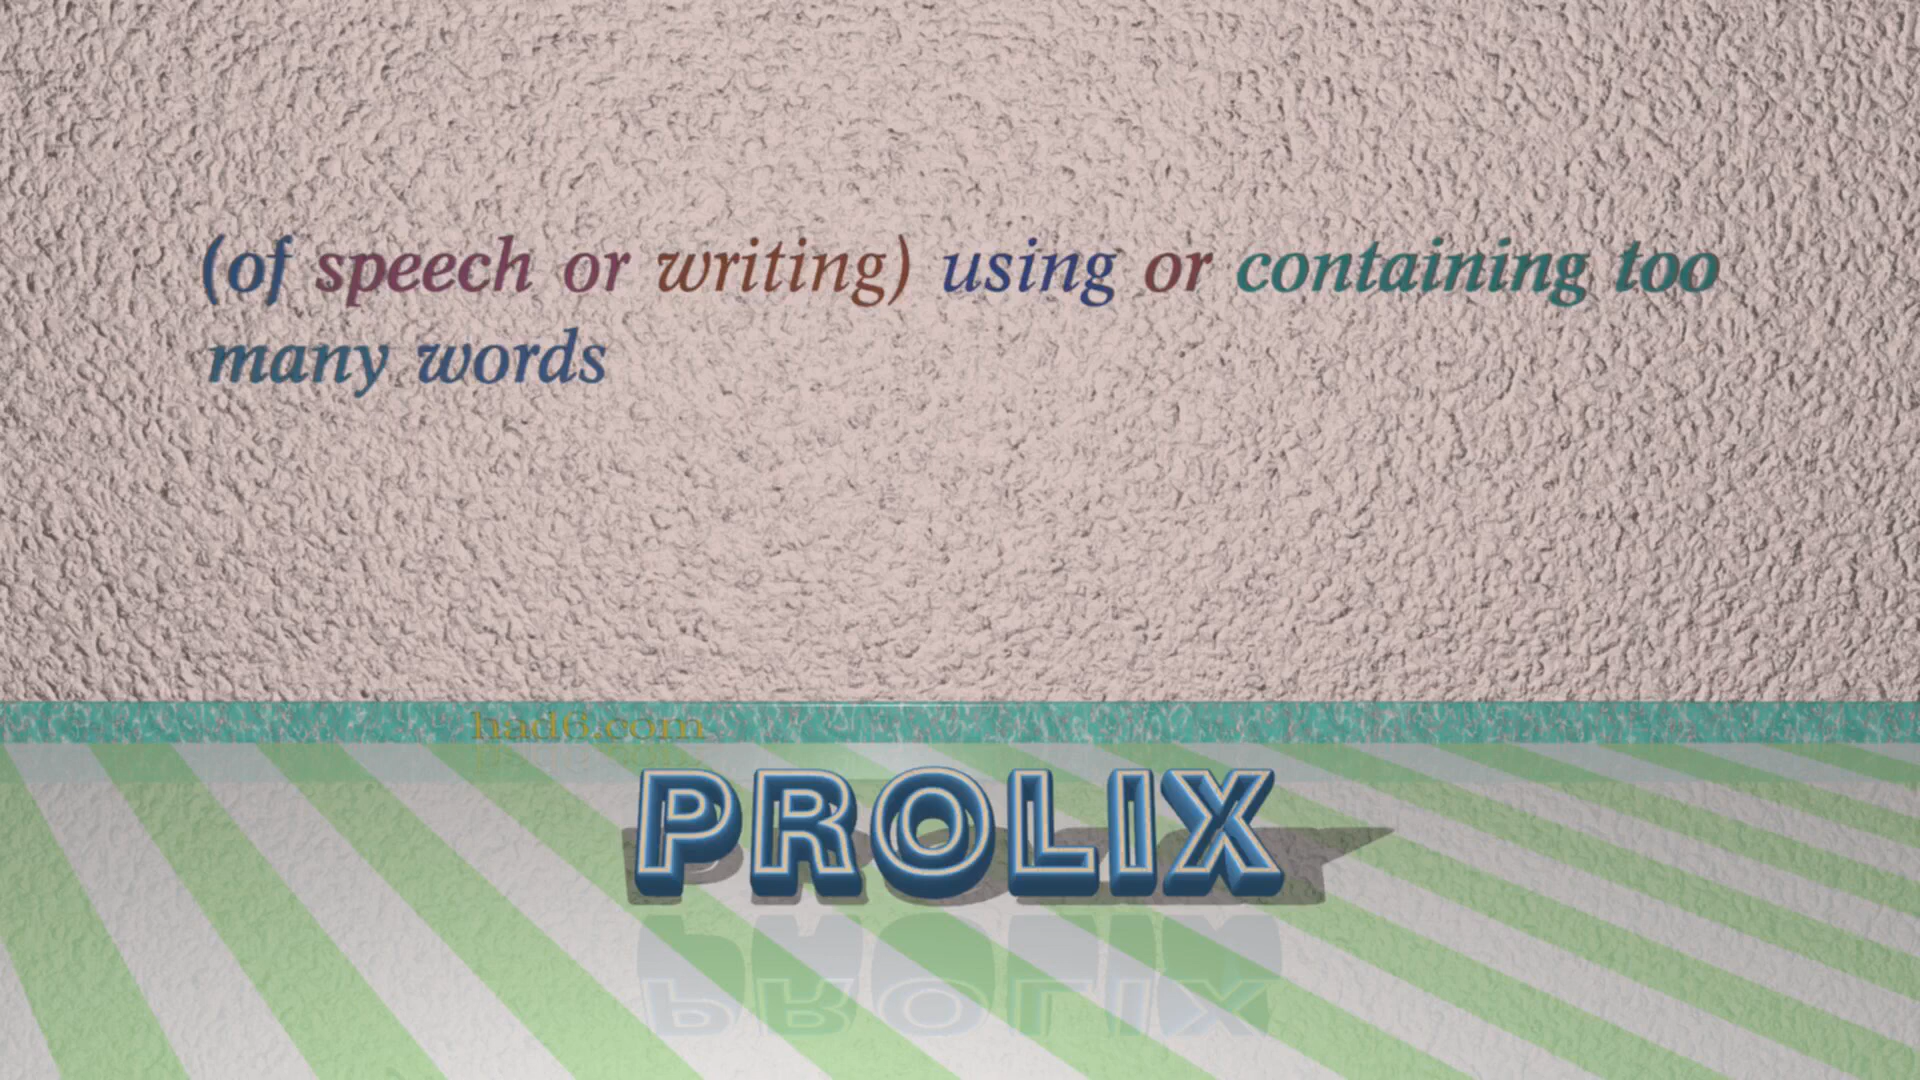 (of speech or writing) using or containing too
many words
had6.com
PROLIX